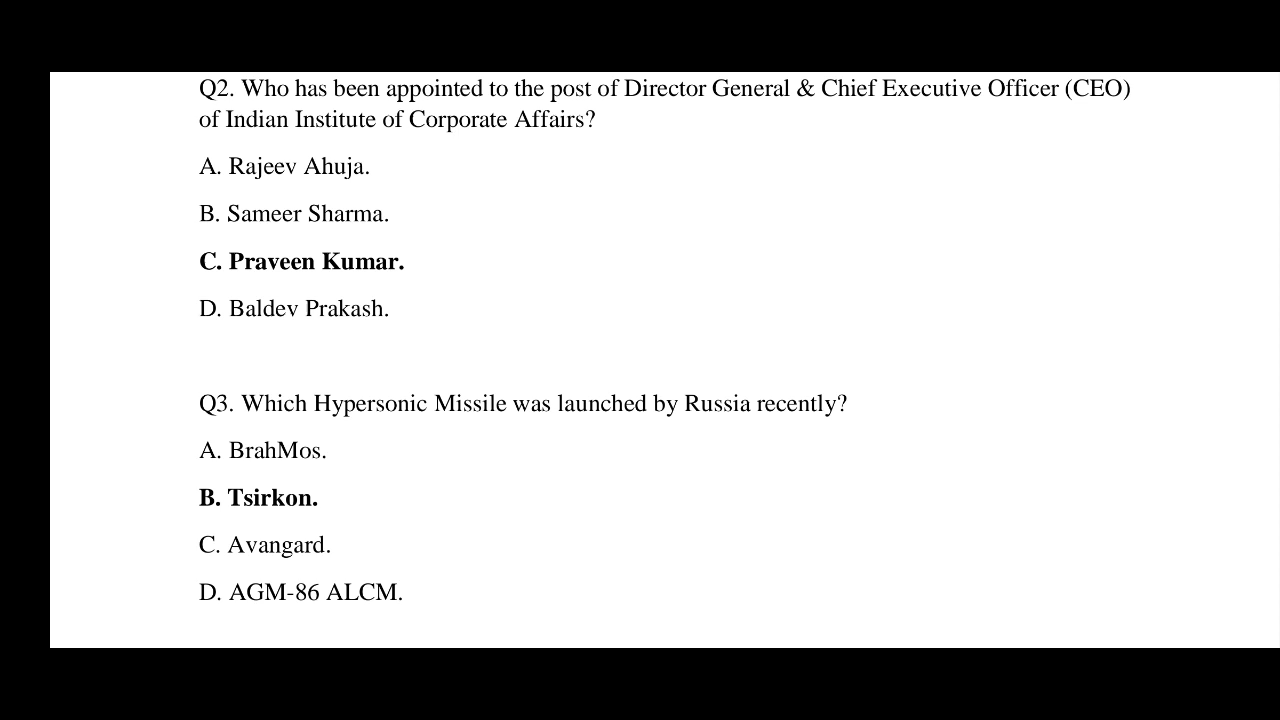 Q2. Who has been appointed to the post of Director General & Chief Executive Officer (CEO)
of Indian Institute of Corporate Affairs?
A. Rajeev Ahuja.
B. Sameer Sharma.
C. Praveen Kumar.
D. Baldev Prakash.
Q3. Which Hypersonic Missile was launched by Russia recently?
A. BrahMos.
B. Tsirkon.
C. Avangard.
D. AGM-86 ALCM.